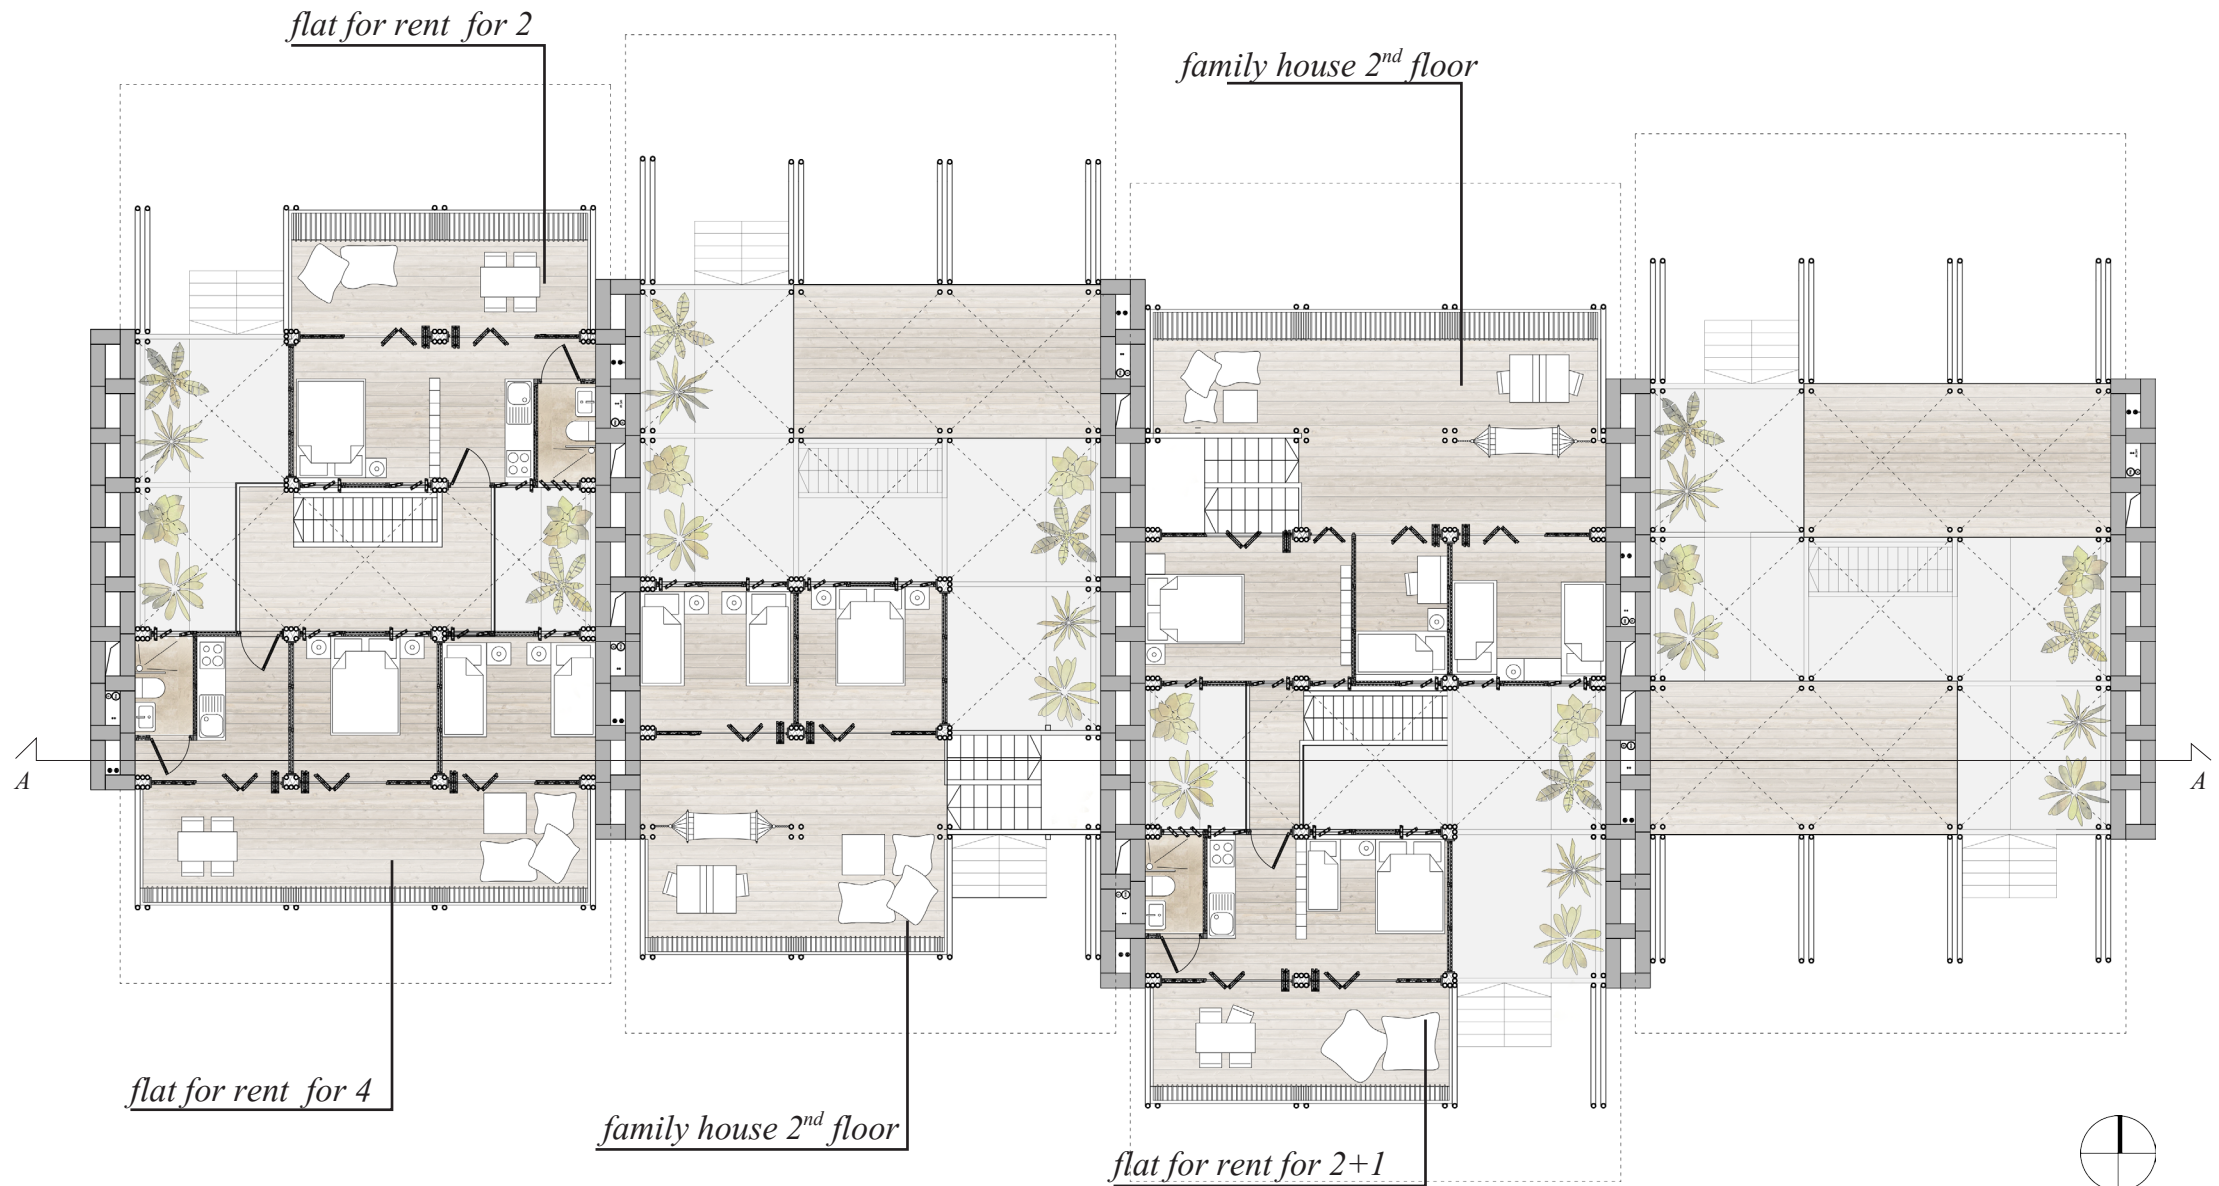 flat for rent for 2
family house 2nd floor
A
A
flat for rent for 4
family house 2nd floor
flat for rent for 2+1